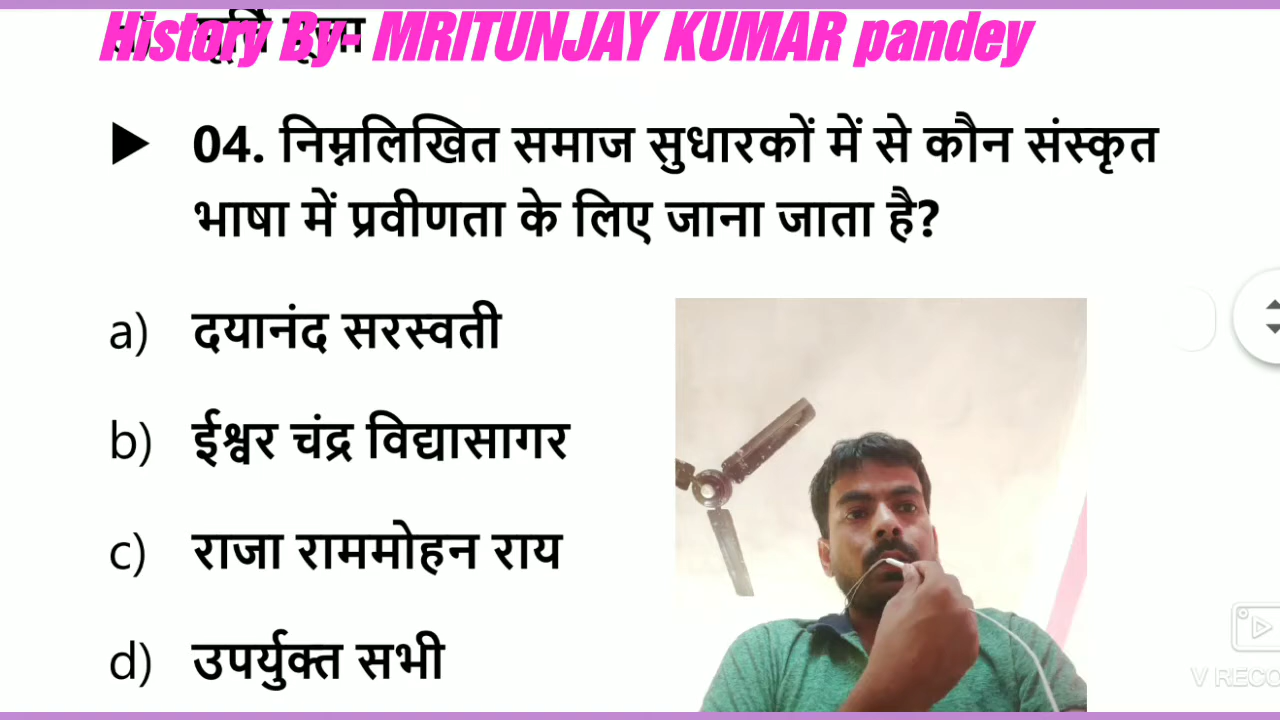 History By- MRITUNJAY KUMAR pandey
▶ 04. निम्नलिखित समाज सुधारकों में से कौन संस्कृत
भाषा में प्रवीणता के लिए जाना जाता है?
a) दयानंद सरस्वती
b) ईश्वर चंद्र विद्यासागर
c) राजा राममोहन राय
d) उपर्युक्त सभी